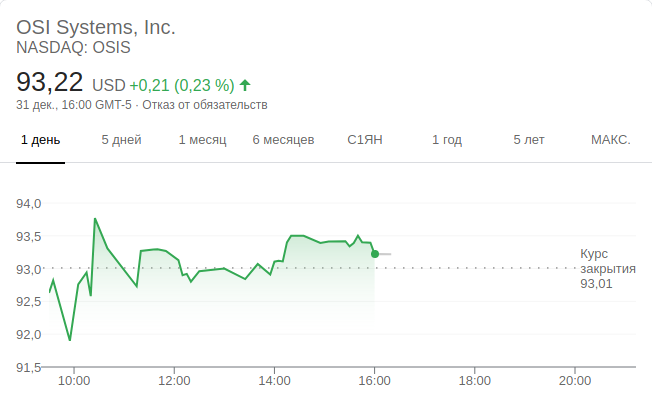 OSI Systems, Inc.
NASDAQ: OSIS
93,22 USD +0,21 (0,23 %)
31 дек., 16:00 GMT-5 · Отказ от обязательств
1 день 5 дней 1 месяц 6 месяцев С1ЯН 1 год 5 лет МАКС.
94,0
93,5
93,0
92,5
92,0
91,5
Курс
закрытия
93,01
10:00 12:00 14:00 16:00 18:00 20:00